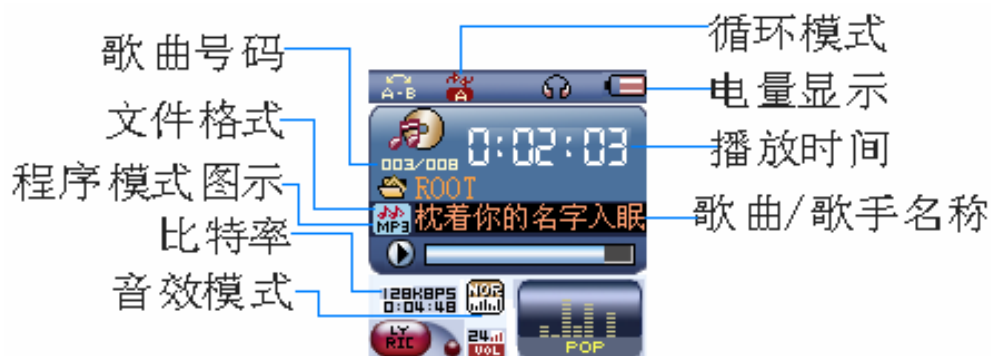 歌曲号码
文件格式
程序模式图示
比特率
音效模式
循环模式
电量显示
播放时间
歌曲/歌手名称
A-B
A
003/008
0:02:03
ROOT
MP3
枕着你的名字入眠
128KBPS
0:04:48
NOR
LY
RIC
24
VOL
POP